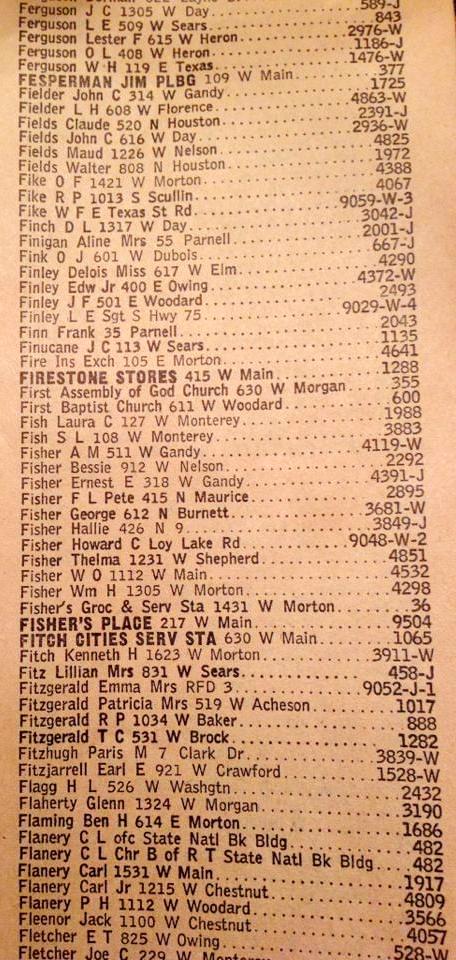 Ferguson J C 1305 W Day 589-J
Ferguson L E 509 W Sears 843
Ferguson Lester F 615 W Heron 2976-W
Ferguson O L 408 W Heron 1186-J
Ferguson W H 119 E Texas 1476-W
FESPERMAN JIM PLBG 109 W Main 377
Fielder John C 314 W Gandy 1725
Fielder L H 608 W Florence 4863-W
Fields Claude 520 N Houston 2391-J
Fields John C 616 W Day 2936-W
Fields Maud 1226 W Nelson 4825
Fields Walter 808 N Houston 1972
Fike O F 1421 W Morton 4388
Fike R P 1013 S Scullin 4067
Fike W F E Texas St Rd 9059-W-3
Finch D L 1317 W Day 3042-J
Finigan Aline Mrs 55 Parnell 2001-J
Fink O J 601 W Dubois 667-J
Finley Delois Miss 617 W Elm 4290
Finley Edw Jr 400 E Owing 4372-W
Finley J F 501 E Woodard 2493
Finley L E Sgt S Hwy 75 9029-W-4
Finn Frank 35 Parnell 2043
Finucane J C 113 W Sears 1135
Fire Ins Exch 105 E Morton 4641
FIRESTONE STORES 415 W Main 1288
First Assembly of God Church 630 W Morgan 355
First Baptist Church 611 W Woodard 600
Fish Laura C 127 W Monterey 1988
Fish S L 108 W Monterey 3883
Fisher A M 511 W Gandy 4119-W
Fisher Bessie 912 W Nelson 2292
Fisher Ernest E 318 W Gandy 4391-J
Fisher F L Pete 415 N Maurice 2895
Fisher George 612 N Burnett 3681-W
Fisher Hallie 426 N 9 3849-J
Fisher Howard C Loy Lake Rd 9048-W-2
Fisher Thelma 1231 W Shepherd 4851
Fisher W O 1112 W Main 4532
Fisher Wm H 1305 W Morton 4298
Fisher's Groc & Serv Sta 1431 W Morton 36
FISHER'S PLACE 217 W Main 9504
FITCH CITIES SERV STA 630 W Main 1065
Fitch Kenneth H 1623 W Morton 3911-W
Fitz Lillian Mrs 831 W Sears 458-J
Fitzgerald Emma Mrs RFD 3 9052-J-1
Fitzgerald Patricia Mrs 519 W Acheson 1017
Fitzgerald R P 1034 W Baker 888
Fitzgerald T C 531 W Brock 1282
Fitzhugh Paris M 7 Clark Dr 3839-W
Fitzjarrell Earl E 921 W Crawford 1528-W
Flagg H L 526 W Washgtn 2432
Flaherty Glenn 1324 W Morgan 3190
Flaming Ben H 614 E Morton 1686
Flanery C L ofc State Natl Bk Bldg 482
Flanery C L Chr B of R T State Natl Bk Bldg 482
Flanery Carl 1531 W Main 1917
Flanery Carl Jr 1215 W Chestnut 4809
Flanery P H 1112 W Woodard 3566
Fleenor Jack 1100 W Chestnut 4057
Fletcher E T 825 W Owing 528-W
Fletcher Joe C 229 W